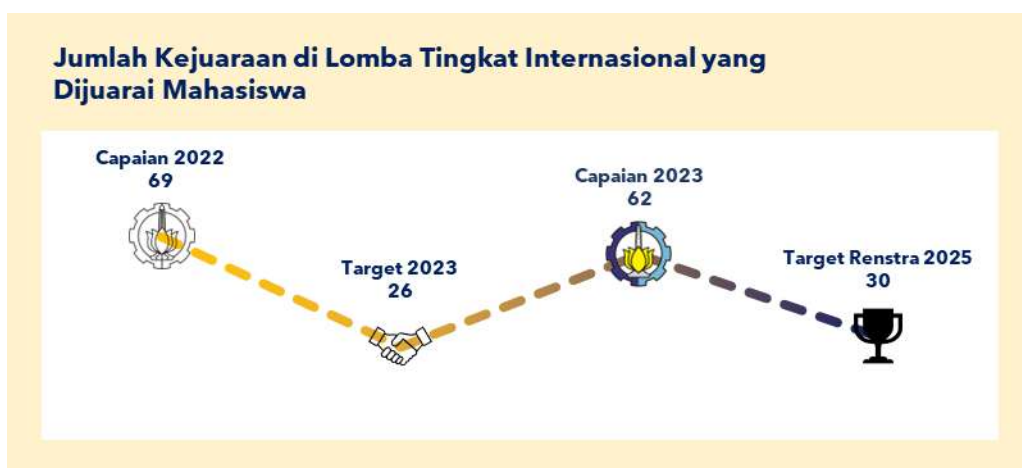 Jumlah Kejuaraan di Lomba Tingkat Internasional yang
Dijuarai Mahasiswa
Capaian 2022
69
Target 2023
26
Capaian 2023
62
Target Renstra 2025
30